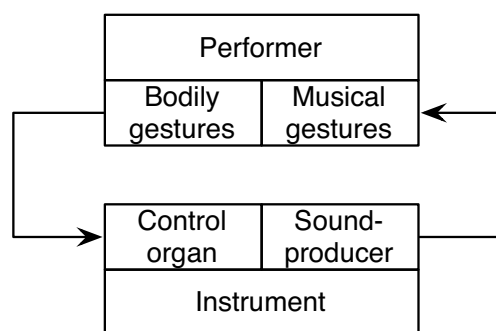 Performer
Bodily
gestures
Musical
gestures
Control
organ
Sound-
producer
Instrument